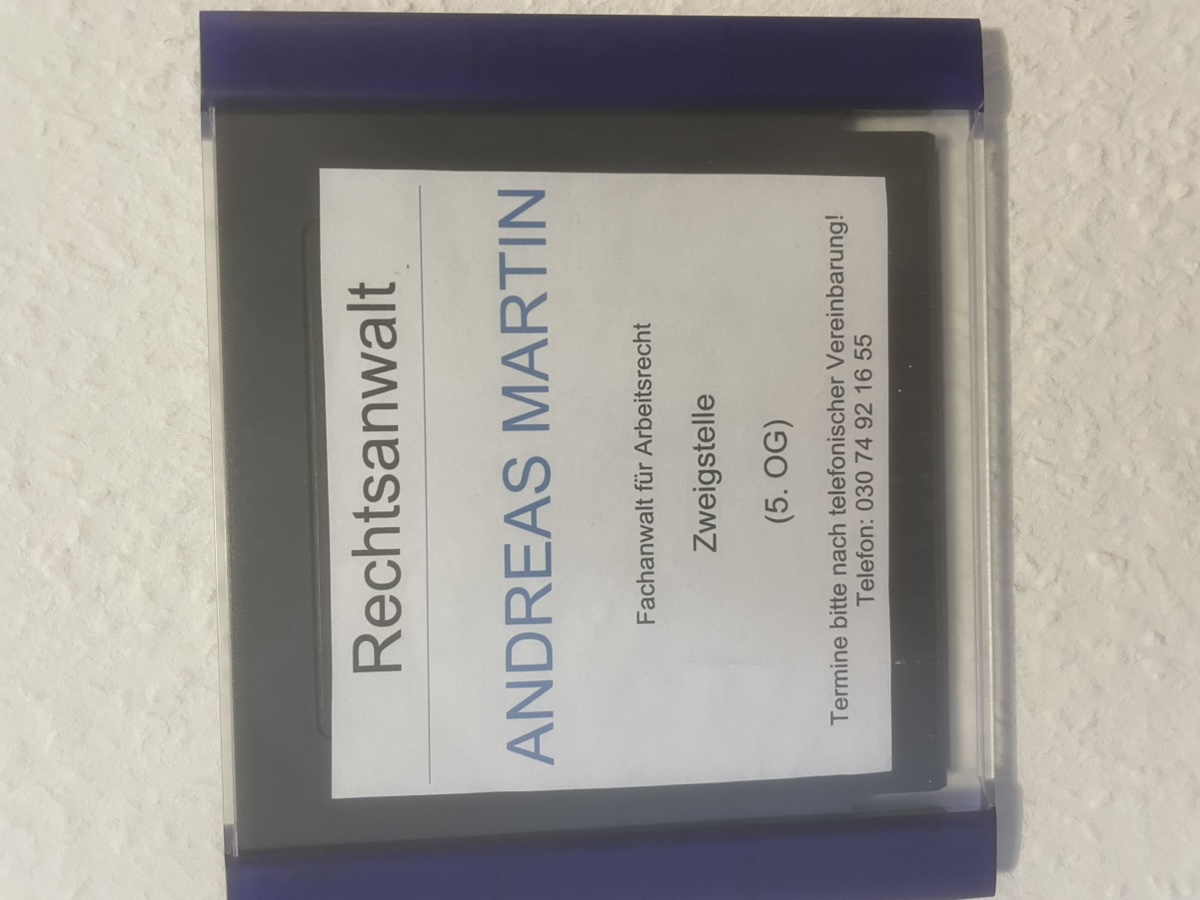 Rechtsanwalt
ANDREAS MARTIN
Fachanwalt für Arbeitsrecht
Zweigstelle
(5. OG)
Termine bitte nach telefonischer Vereinbarung!
Telefon: 030 74 92 16 55